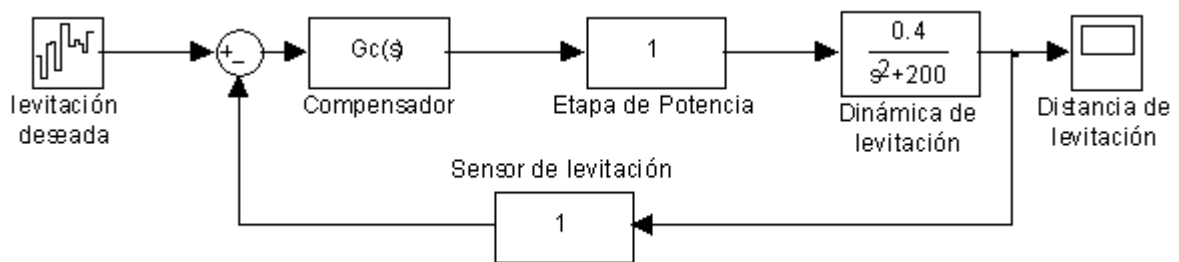 levitación
deseada
+
−
Gc(s)
Compensador
1
Etapa de Potencia
0.4
s²+200
Dinámica de
levitación
Distancia de
levitación
Sensor de levitación
1